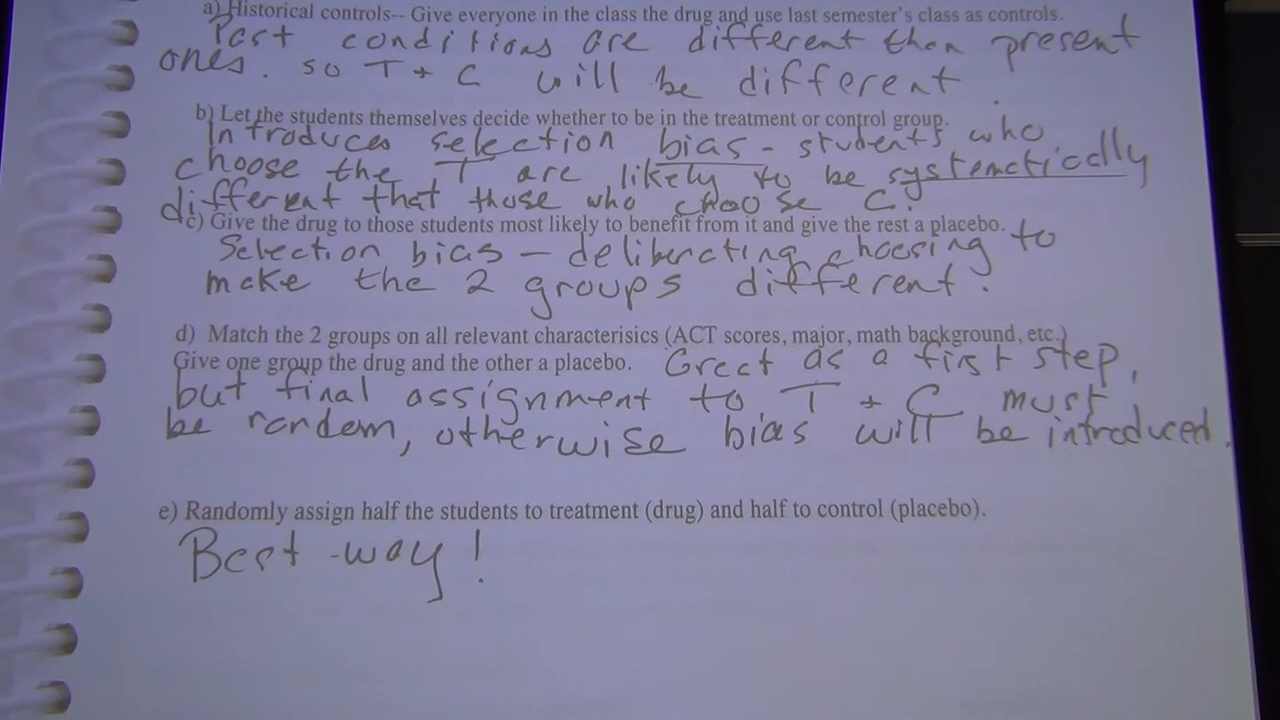 a) Historical controls-- Give everyone in the class the drug and use last semester's class as controls.
Past conditions are different than present
ones. so T + C will be different.
b) Let the students themselves decide whether to be in the treatment or control group.
Introduces selection bias - students who
choose the T are likely to be systematically
different that those who choose C.
c) Give the drug to those students most likely to benefit from it and give the rest a placebo.
Selection bias - deliberating choosing to
make the 2 groups different.
d) Match the 2 groups on all relevant characterisics (ACT scores, major, math background, etc.)
Give one group the drug and the other a placebo. Great as a first step,
but final assignment to T + C must
be random, otherwise bias will be introduced.
e) Randomly assign half the students to treatment (drug) and half to control (placebo).
Best way!